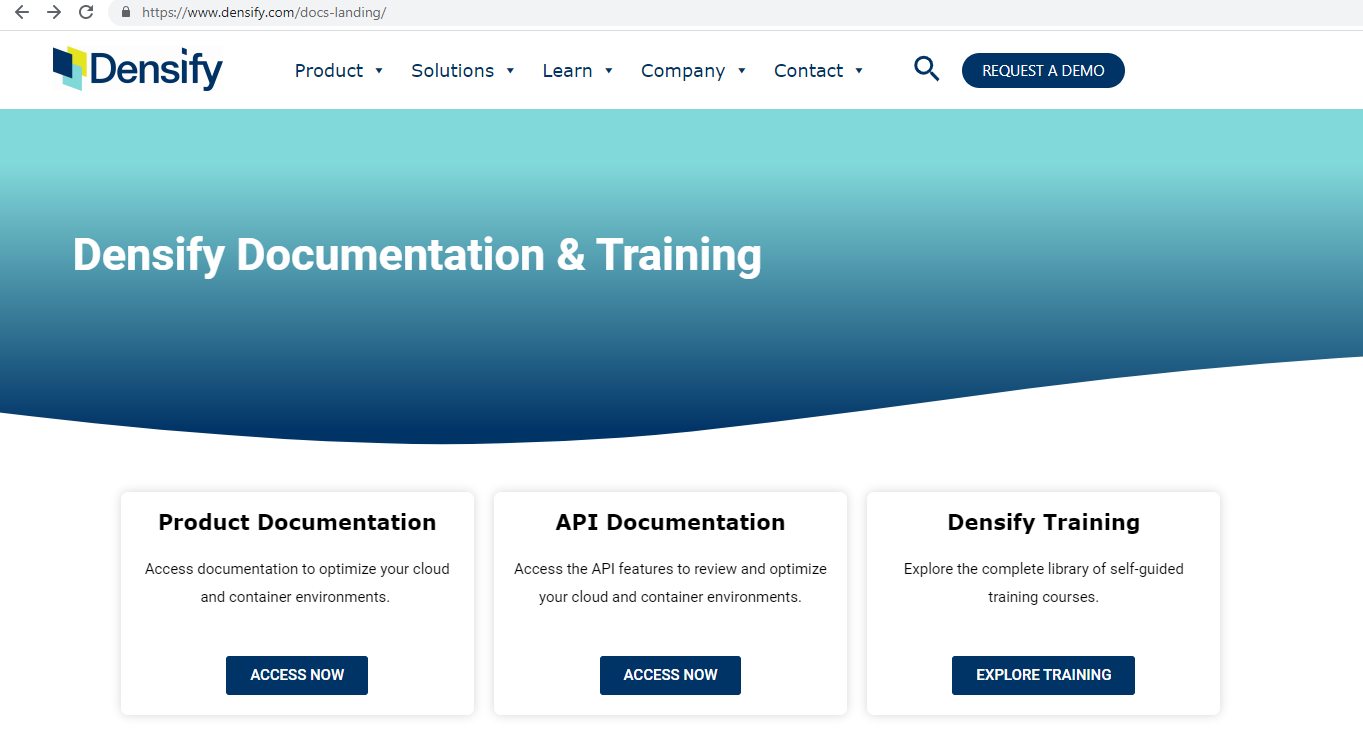 https://www.densify.com/docs-landing/
Densify
Product Solutions Learn Company Contact REQUEST A DEMO
Densify Documentation & Training
Product Documentation
Access documentation to optimize your cloud
and container environments.
ACCESS NOW
API Documentation
Access the API features to review and optimize
your cloud and container environments.
ACCESS NOW
Densify Training
Explore the complete library of self-guided
training courses.
EXPLORE TRAINING